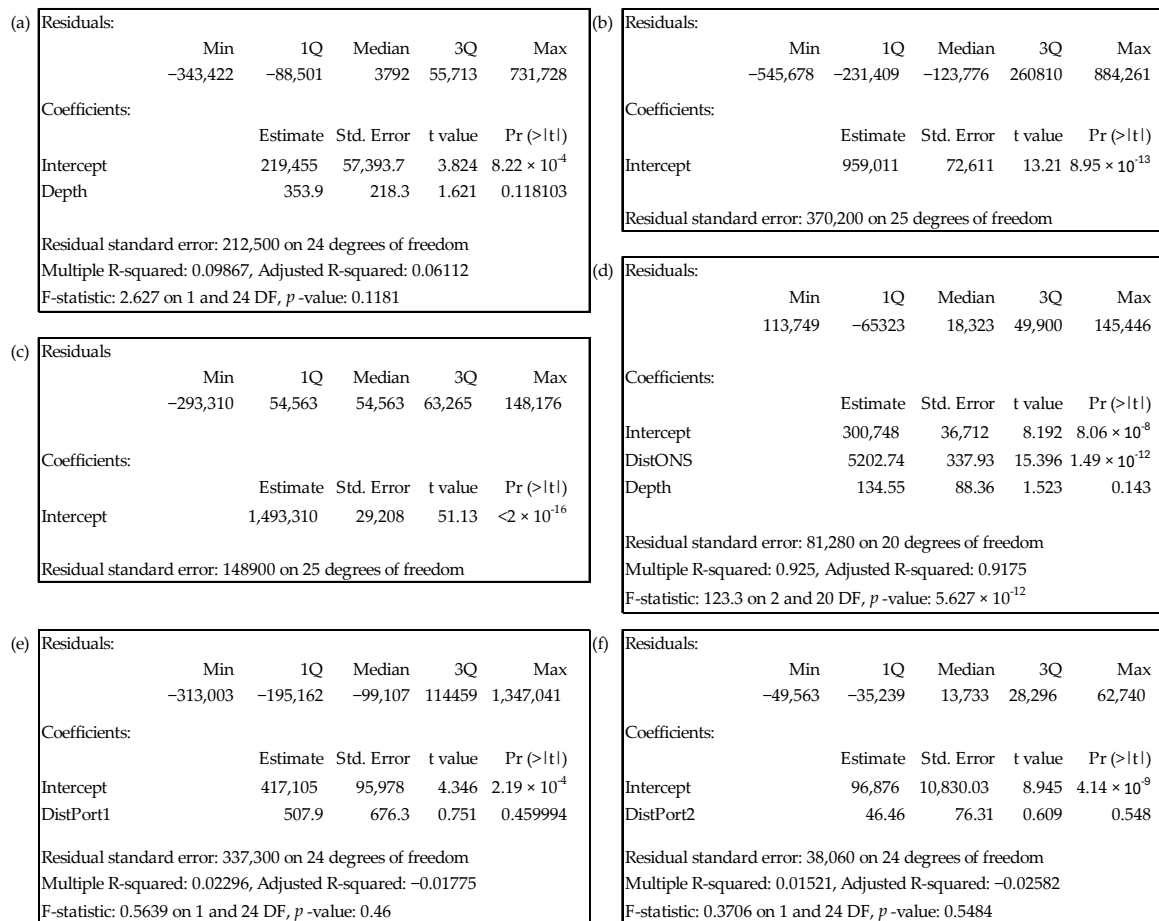 (a) Residuals:
Min 1Q Median 3Q Max
−343,422 −88,501 3792 55,713 731,728
Coefficients:
Estimate Std. Error t value Pr (>|t|)
Intercept 219,455 57,393.7 3.824 8.22 × 10⁻⁴
Depth 353.9 218.3 1.621 0.118103
Residual standard error: 212,500 on 24 degrees of freedom
Multiple R-squared: 0.09867, Adjusted R-squared: 0.06112
F-statistic: 2.627 on 1 and 24 DF, p -value: 0.1181
(b) Residuals:
Min 1Q Median 3Q Max
−545,678 −231,409 −123,776 260810 884,261
Coefficients:
Estimate Std. Error t value Pr (>|t|)
Intercept 959,011 72,611 13.21 8.95 × 10⁻¹³
Residual standard error: 370,200 on 25 degrees of freedom
(c) Residuals
Min 1Q Median 3Q Max
−293,310 54,563 54,563 63,265 148,176
Coefficients:
Estimate Std. Error t value Pr (>|t|)
Intercept 1,493,310 29,208 51.13 <2 × 10⁻¹⁶
Residual standard error: 148900 on 25 degrees of freedom
(d) Residuals:
Min 1Q Median 3Q Max
113,749 −65323 18,323 49,900 145,446
Coefficients:
Estimate Std. Error t value Pr (>|t|)
Intercept 300,748 36,712 8.192 8.06 × 10⁻⁸
DistONS 5202.74 337.93 15.396 1.49 × 10⁻¹²
Depth 134.55 88.36 1.523 0.143
Residual standard error: 81,280 on 20 degrees of freedom
Multiple R-squared: 0.925, Adjusted R-squared: 0.9175
F-statistic: 123.3 on 2 and 20 DF, p -value: 5.627 × 10⁻¹²
(e) Residuals:
Min 1Q Median 3Q Max
−313,003 −195,162 −99,107 114459 1,347,041
Coefficients:
Estimate Std. Error t value Pr (>|t|)
Intercept 417,105 95,978 4.346 2.19 × 10⁻⁴
DistPort1 507.9 676.3 0.751 0.459994
Residual standard error: 337,300 on 24 degrees of freedom
Multiple R-squared: 0.02296, Adjusted R-squared: −0.01775
F-statistic: 0.5639 on 1 and 24 DF, p -value: 0.46
(f) Residuals:
Min 1Q Median 3Q Max
−49,563 −35,239 13,733 28,296 62,740
Coefficients:
Estimate Std. Error t value Pr (>|t|)
Intercept 96,876 10,830.03 8.945 4.14 × 10⁻⁹
DistPort2 46.46 76.31 0.609 0.548
Residual standard error: 38,060 on 24 degrees of freedom
Multiple R-squared: 0.01521, Adjusted R-squared: −0.02582
F-statistic: 0.3706 on 1 and 24 DF, p -value: 0.5484